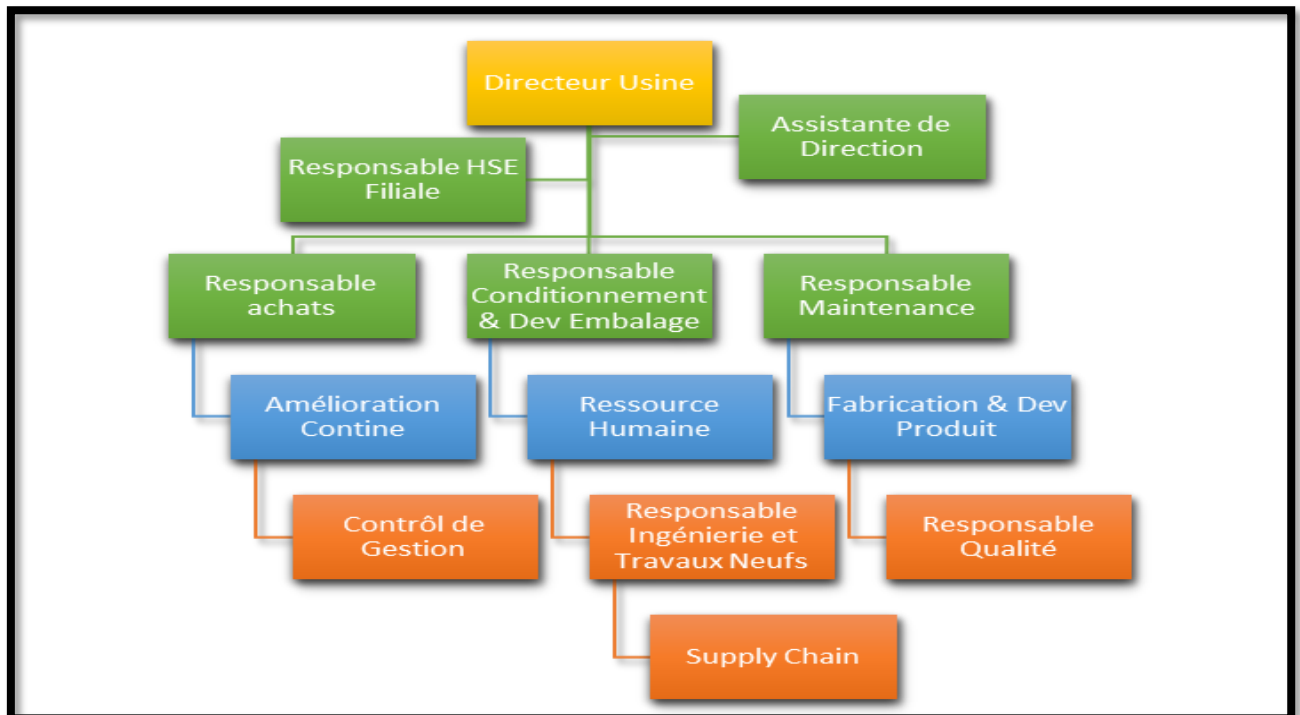 Directeur Usine
Assistante de
Direction
Responsable HSE
Filiale
Responsable
achats
Responsable
Conditionnement
& Dev Embalage
Responsable
Maintenance
Amélioration
Contine
Ressource
Humaine
Fabrication & Dev
Produit
Contrôl de
Gestion
Responsable
Ingénierie et
Travaux Neufs
Responsable
Qualité
Supply Chain